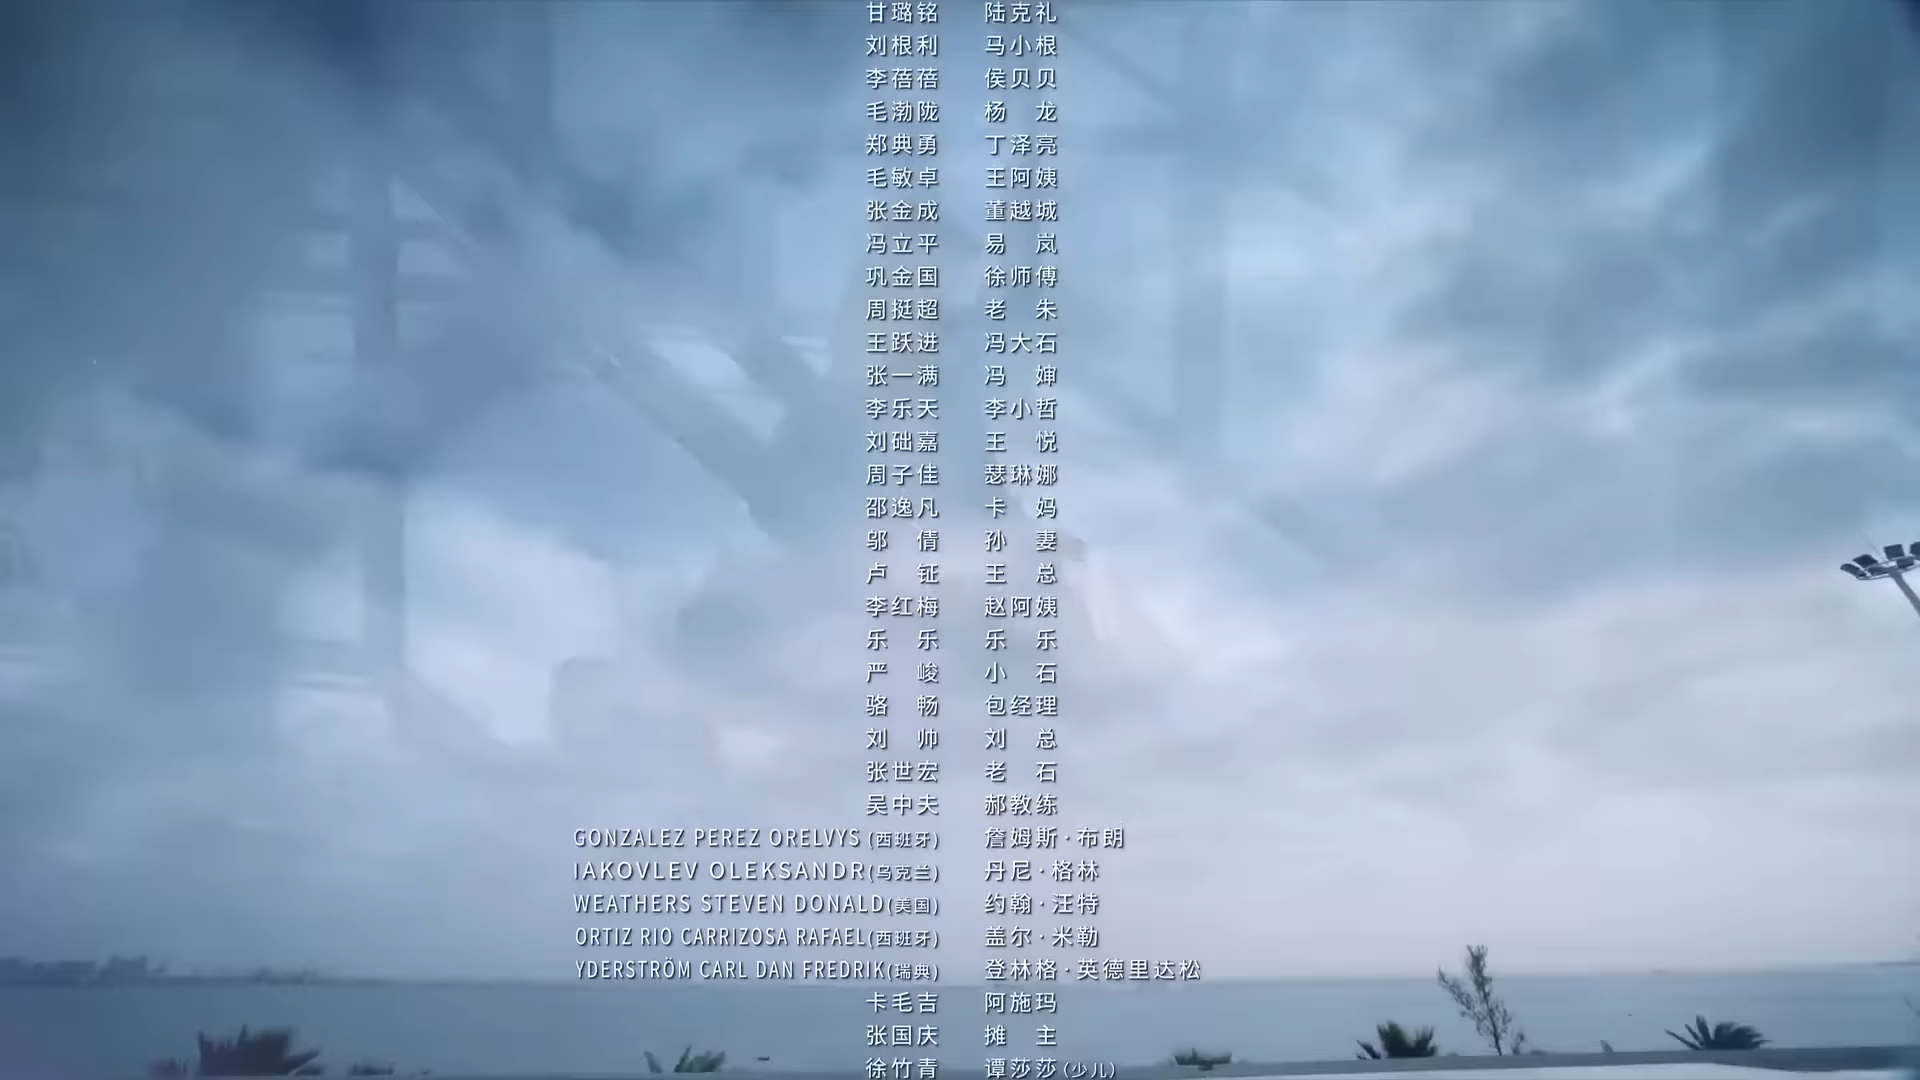 甘璐铭 陆克礼
刘根利 马小根
李蓓蓓 侯贝贝
毛渤陇 杨 龙
郑典勇 丁泽亮
毛敏卓 王阿姨
张金成 董越城
冯立平 易 岚
巩金国 徐师傅
周挺超 老 朱
王跃进 冯大石
张一满 冯 婶
李乐天 李小哲
刘础嘉 王 悦
周子佳 瑟琳娜
邵逸凡 卡 妈
邬 倩 孙 妻
卢 钲 王 总
李红梅 赵阿姨
乐 乐 乐 乐
严 峻 小 石
骆 畅 包经理
刘 帅 刘 总
张世宏 老 石
吴中夫 郝教练
GONZALEZ PEREZ ORELVYS (西班牙) 詹姆斯·布朗
IAKOVLEV OLEKSANDR(乌克兰) 丹尼·格林
WEATHERS STEVEN DONALD(美国) 约翰·汪特
ORTIZ RIO CARRIZOSA RAFAEL(西班牙) 盖尔·米勒
YDERSTRÖM CARL DAN FREDRIK(瑞典) 登林格·英德里达松
卡毛吉 阿施玛
张国庆 摊 主
徐竹青 谭莎莎(少儿)